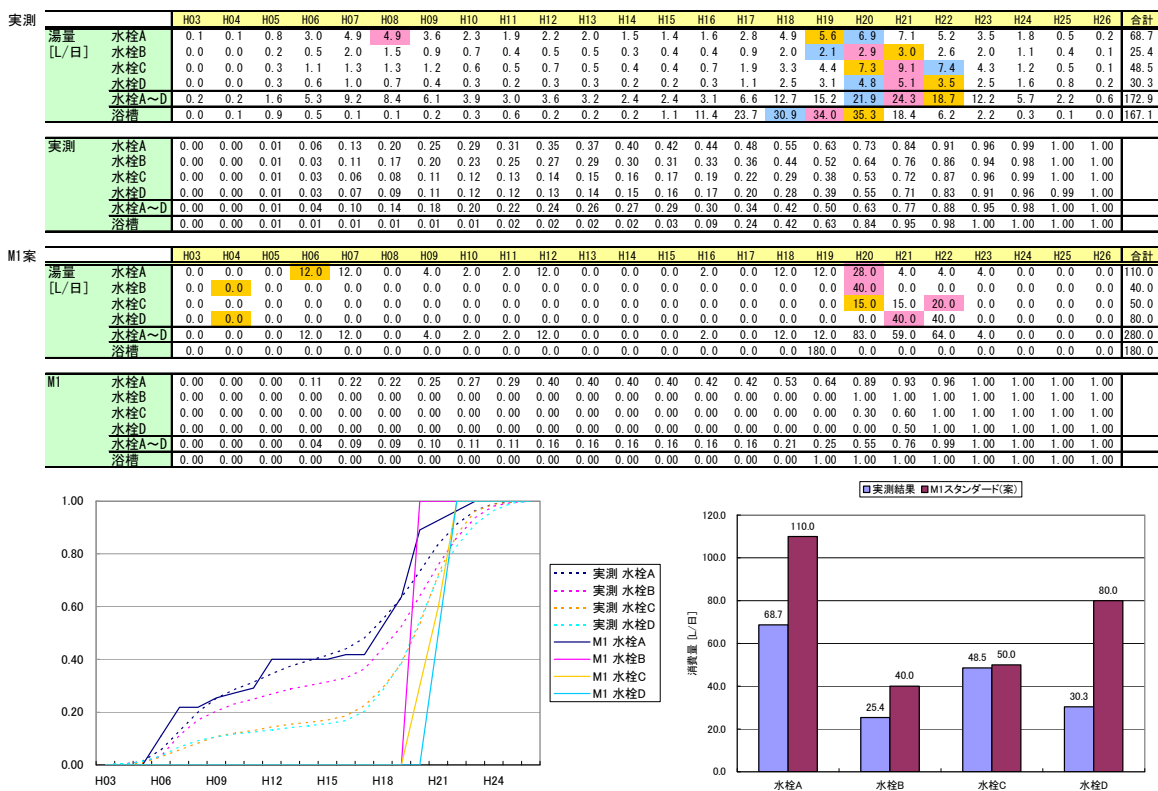 実測
H03 H04 H05 H06 H07 H08 H09 H10 H11 H12 H13 H14 H15 H16 H17 H18 H19 H20 H21 H22 H23 H24 H25 H26 合計
湯量 水栓A 0.1 0.1 0.8 3.0 4.9 4.9 3.6 2.3 1.9 2.2 2.0 1.5 1.4 1.6 2.8 4.9 5.6 6.9 7.1 5.2 3.5 1.8 0.5 0.2 68.7
[L/日] 水栓B 0.0 0.0 0.2 0.5 2.0 1.5 0.9 0.7 0.4 0.5 0.5 0.3 0.4 0.4 0.9 2.0 2.1 2.9 3.0 2.6 2.0 1.1 0.4 0.1 25.4
水栓C 0.0 0.0 0.3 1.1 1.3 1.3 1.2 0.6 0.5 0.7 0.5 0.4 0.4 0.7 1.9 3.3 4.4 7.3 9.1 7.4 4.3 1.2 0.5 0.1 48.5
水栓D 0.0 0.0 0.3 0.6 1.0 0.7 0.4 0.3 0.2 0.3 0.3 0.2 0.2 0.3 1.1 2.5 3.1 4.8 5.1 3.5 2.5 1.6 0.8 0.2 30.3
水栓A～D 0.2 0.2 1.6 5.3 9.2 8.4 6.1 3.9 3.0 3.6 3.2 2.4 2.4 3.1 6.6 12.7 15.2 21.9 24.3 18.7 12.2 5.7 2.2 0.6 172.9
浴槽 0.0 0.1 0.9 0.5 0.1 0.1 0.2 0.3 0.6 0.2 0.2 0.2 1.1 11.4 23.7 30.9 34.0 35.3 18.4 6.2 2.2 0.3 0.1 0.0 167.1
実測 水栓A 0.00 0.00 0.01 0.06 0.13 0.20 0.25 0.29 0.31 0.35 0.37 0.40 0.42 0.44 0.48 0.55 0.63 0.73 0.84 0.91 0.96 0.99 1.00 1.00
水栓B 0.00 0.00 0.01 0.03 0.11 0.17 0.20 0.23 0.25 0.27 0.29 0.30 0.31 0.33 0.36 0.44 0.52 0.64 0.76 0.86 0.94 0.98 1.00 1.00
水栓C 0.00 0.00 0.01 0.03 0.06 0.08 0.11 0.12 0.13 0.14 0.15 0.16 0.17 0.19 0.22 0.29 0.38 0.53 0.72 0.87 0.96 0.99 1.00 1.00
水栓D 0.00 0.00 0.01 0.03 0.07 0.09 0.11 0.12 0.12 0.13 0.14 0.15 0.16 0.17 0.20 0.28 0.39 0.55 0.71 0.83 0.91 0.96 0.99 1.00
水栓A～D 0.00 0.00 0.01 0.04 0.10 0.14 0.18 0.20 0.22 0.24 0.26 0.27 0.29 0.30 0.34 0.42 0.50 0.63 0.77 0.88 0.95 0.98 1.00 1.00
浴槽 0.00 0.00 0.01 0.01 0.01 0.01 0.01 0.01 0.02 0.02 0.02 0.02 0.03 0.09 0.24 0.42 0.63 0.84 0.95 0.98 1.00 1.00 1.00 1.00
M1案
H03 H04 H05 H06 H07 H08 H09 H10 H11 H12 H13 H14 H15 H16 H17 H18 H19 H20 H21 H22 H23 H24 H25 H26 合計
湯量 水栓A 0.0 0.0 0.0 12.0 12.0 0.0 4.0 2.0 2.0 12.0 0.0 0.0 0.0 2.0 0.0 12.0 12.0 28.0 4.0 4.0 4.0 0.0 0.0 0.0 110.0
[L/日] 水栓B 0.0 0.0 0.0 0.0 0.0 0.0 0.0 0.0 0.0 0.0 0.0 0.0 0.0 0.0 0.0 0.0 0.0 40.0 0.0 0.0 0.0 0.0 0.0 0.0 40.0
水栓C 0.0 0.0 0.0 0.0 0.0 0.0 0.0 0.0 0.0 0.0 0.0 0.0 0.0 0.0 0.0 0.0 0.0 15.0 15.0 20.0 0.0 0.0 0.0 0.0 50.0
水栓D 0.0 0.0 0.0 0.0 0.0 0.0 0.0 0.0 0.0 0.0 0.0 0.0 0.0 0.0 0.0 0.0 0.0 0.0 40.0 40.0 0.0 0.0 0.0 0.0 80.0
水栓A～D 0.0 0.0 0.0 12.0 12.0 0.0 4.0 2.0 2.0 12.0 0.0 0.0 0.0 2.0 0.0 12.0 12.0 83.0 59.0 64.0 4.0 0.0 0.0 0.0 280.0
浴槽 0.0 0.0 0.0 0.0 0.0 0.0 0.0 0.0 0.0 0.0 0.0 0.0 0.0 0.0 0.0 0.0 180.0 0.0 0.0 0.0 0.0 0.0 0.0 0.0 180.0
M1 水栓A 0.00 0.00 0.00 0.11 0.22 0.22 0.25 0.27 0.29 0.40 0.40 0.40 0.40 0.42 0.42 0.53 0.64 0.89 0.93 0.96 1.00 1.00 1.00 1.00
水栓B 0.00 0.00 0.00 0.00 0.00 0.00 0.00 0.00 0.00 0.00 0.00 0.00 0.00 0.00 0.00 0.00 0.00 1.00 1.00 1.00 1.00 1.00 1.00 1.00
水栓C 0.00 0.00 0.00 0.00 0.00 0.00 0.00 0.00 0.00 0.00 0.00 0.00 0.00 0.00 0.00 0.00 0.00 0.30 0.60 1.00 1.00 1.00 1.00 1.00
水栓D 0.00 0.00 0.00 0.00 0.00 0.00 0.00 0.00 0.00 0.00 0.00 0.00 0.00 0.00 0.00 0.00 0.00 0.00 0.50 1.00 1.00 1.00 1.00 1.00
水栓A～D 0.00 0.00 0.00 0.04 0.09 0.09 0.10 0.11 0.11 0.16 0.16 0.16 0.16 0.16 0.16 0.21 0.25 0.55 0.76 0.99 1.00 1.00 1.00 1.00
浴槽 0.00 0.00 0.00 0.00 0.00 0.00 0.00 0.00 0.00 0.00 0.00 0.00 0.00 0.00 0.00 0.00 1.00 1.00 1.00 1.00 1.00 1.00 1.00 1.00
1.00
0.80
0.60
0.40
0.20
0.00
H03 H06 H09 H12 H15 H18 H21 H24
実測 水栓A
実測 水栓B
実測 水栓C
実測 水栓D
M1 水栓A
M1 水栓B
M1 水栓C
M1 水栓D
実測結果 M1スタンダード(案)
消費量 [L/日]
120.0
100.0
80.0
60.0
40.0
20.0
0.0
68.7 110.0 25.4 40.0 48.5 50.0 30.3 80.0
水栓A 水栓B 水栓C 水栓D